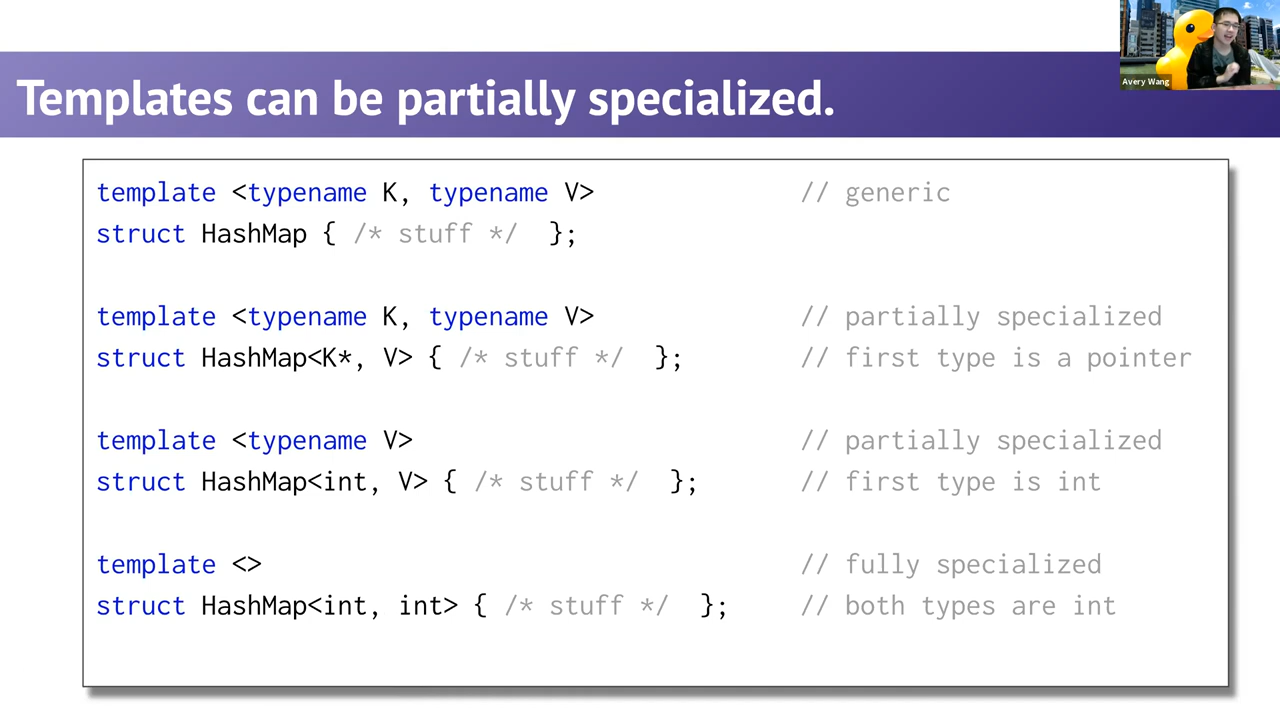 Avery Wang
Templates can be partially specialized.
template <typename K, typename V> // generic
struct HashMap { /* stuff */ };
template <typename K, typename V> // partially specialized
struct HashMap<K*, V> { /* stuff */ }; // first type is a pointer
template <typename V> // partially specialized
struct HashMap<int, V> { /* stuff */ }; // first type is int
template <> // fully specialized
struct HashMap<int, int> { /* stuff */ }; // both types are int